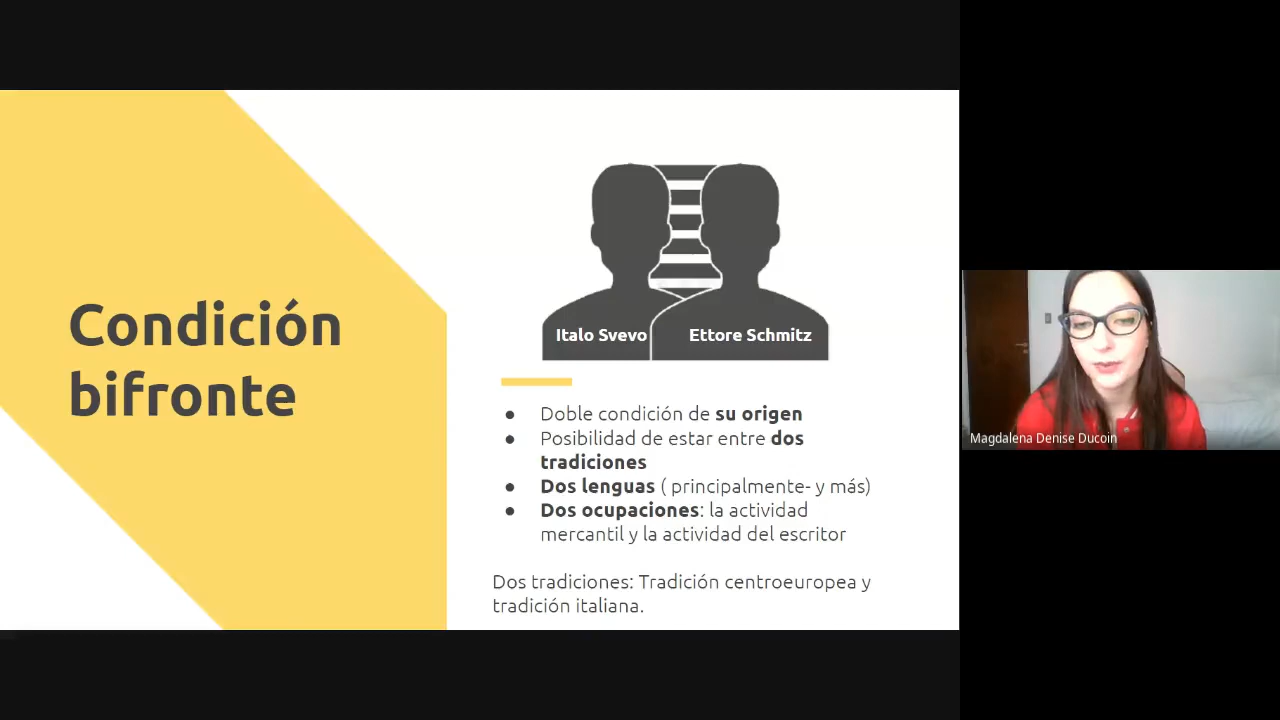 Condición
bifronte
Italo Svevo
Ettore Schmitz
● Doble condición de su origen
● Posibilidad de estar entre dos
tradiciones
● Dos lenguas ( principalmente- y más)
● Dos ocupaciones: la actividad
mercantil y la actividad del escritor
Dos tradiciones: Tradición centroeuropea y
tradición italiana.
Magdalena Denise Ducoin